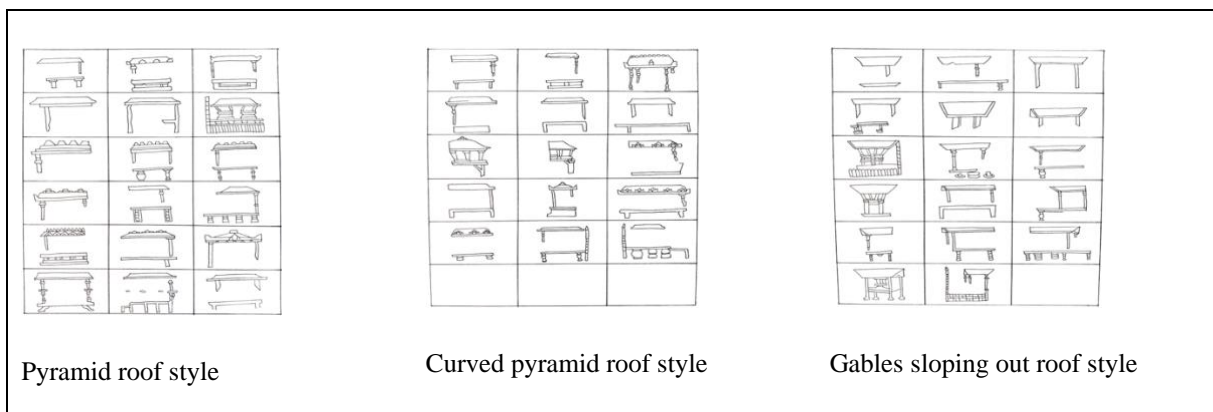 Pyramid roof style
Curved pyramid roof style
Gables sloping out roof style